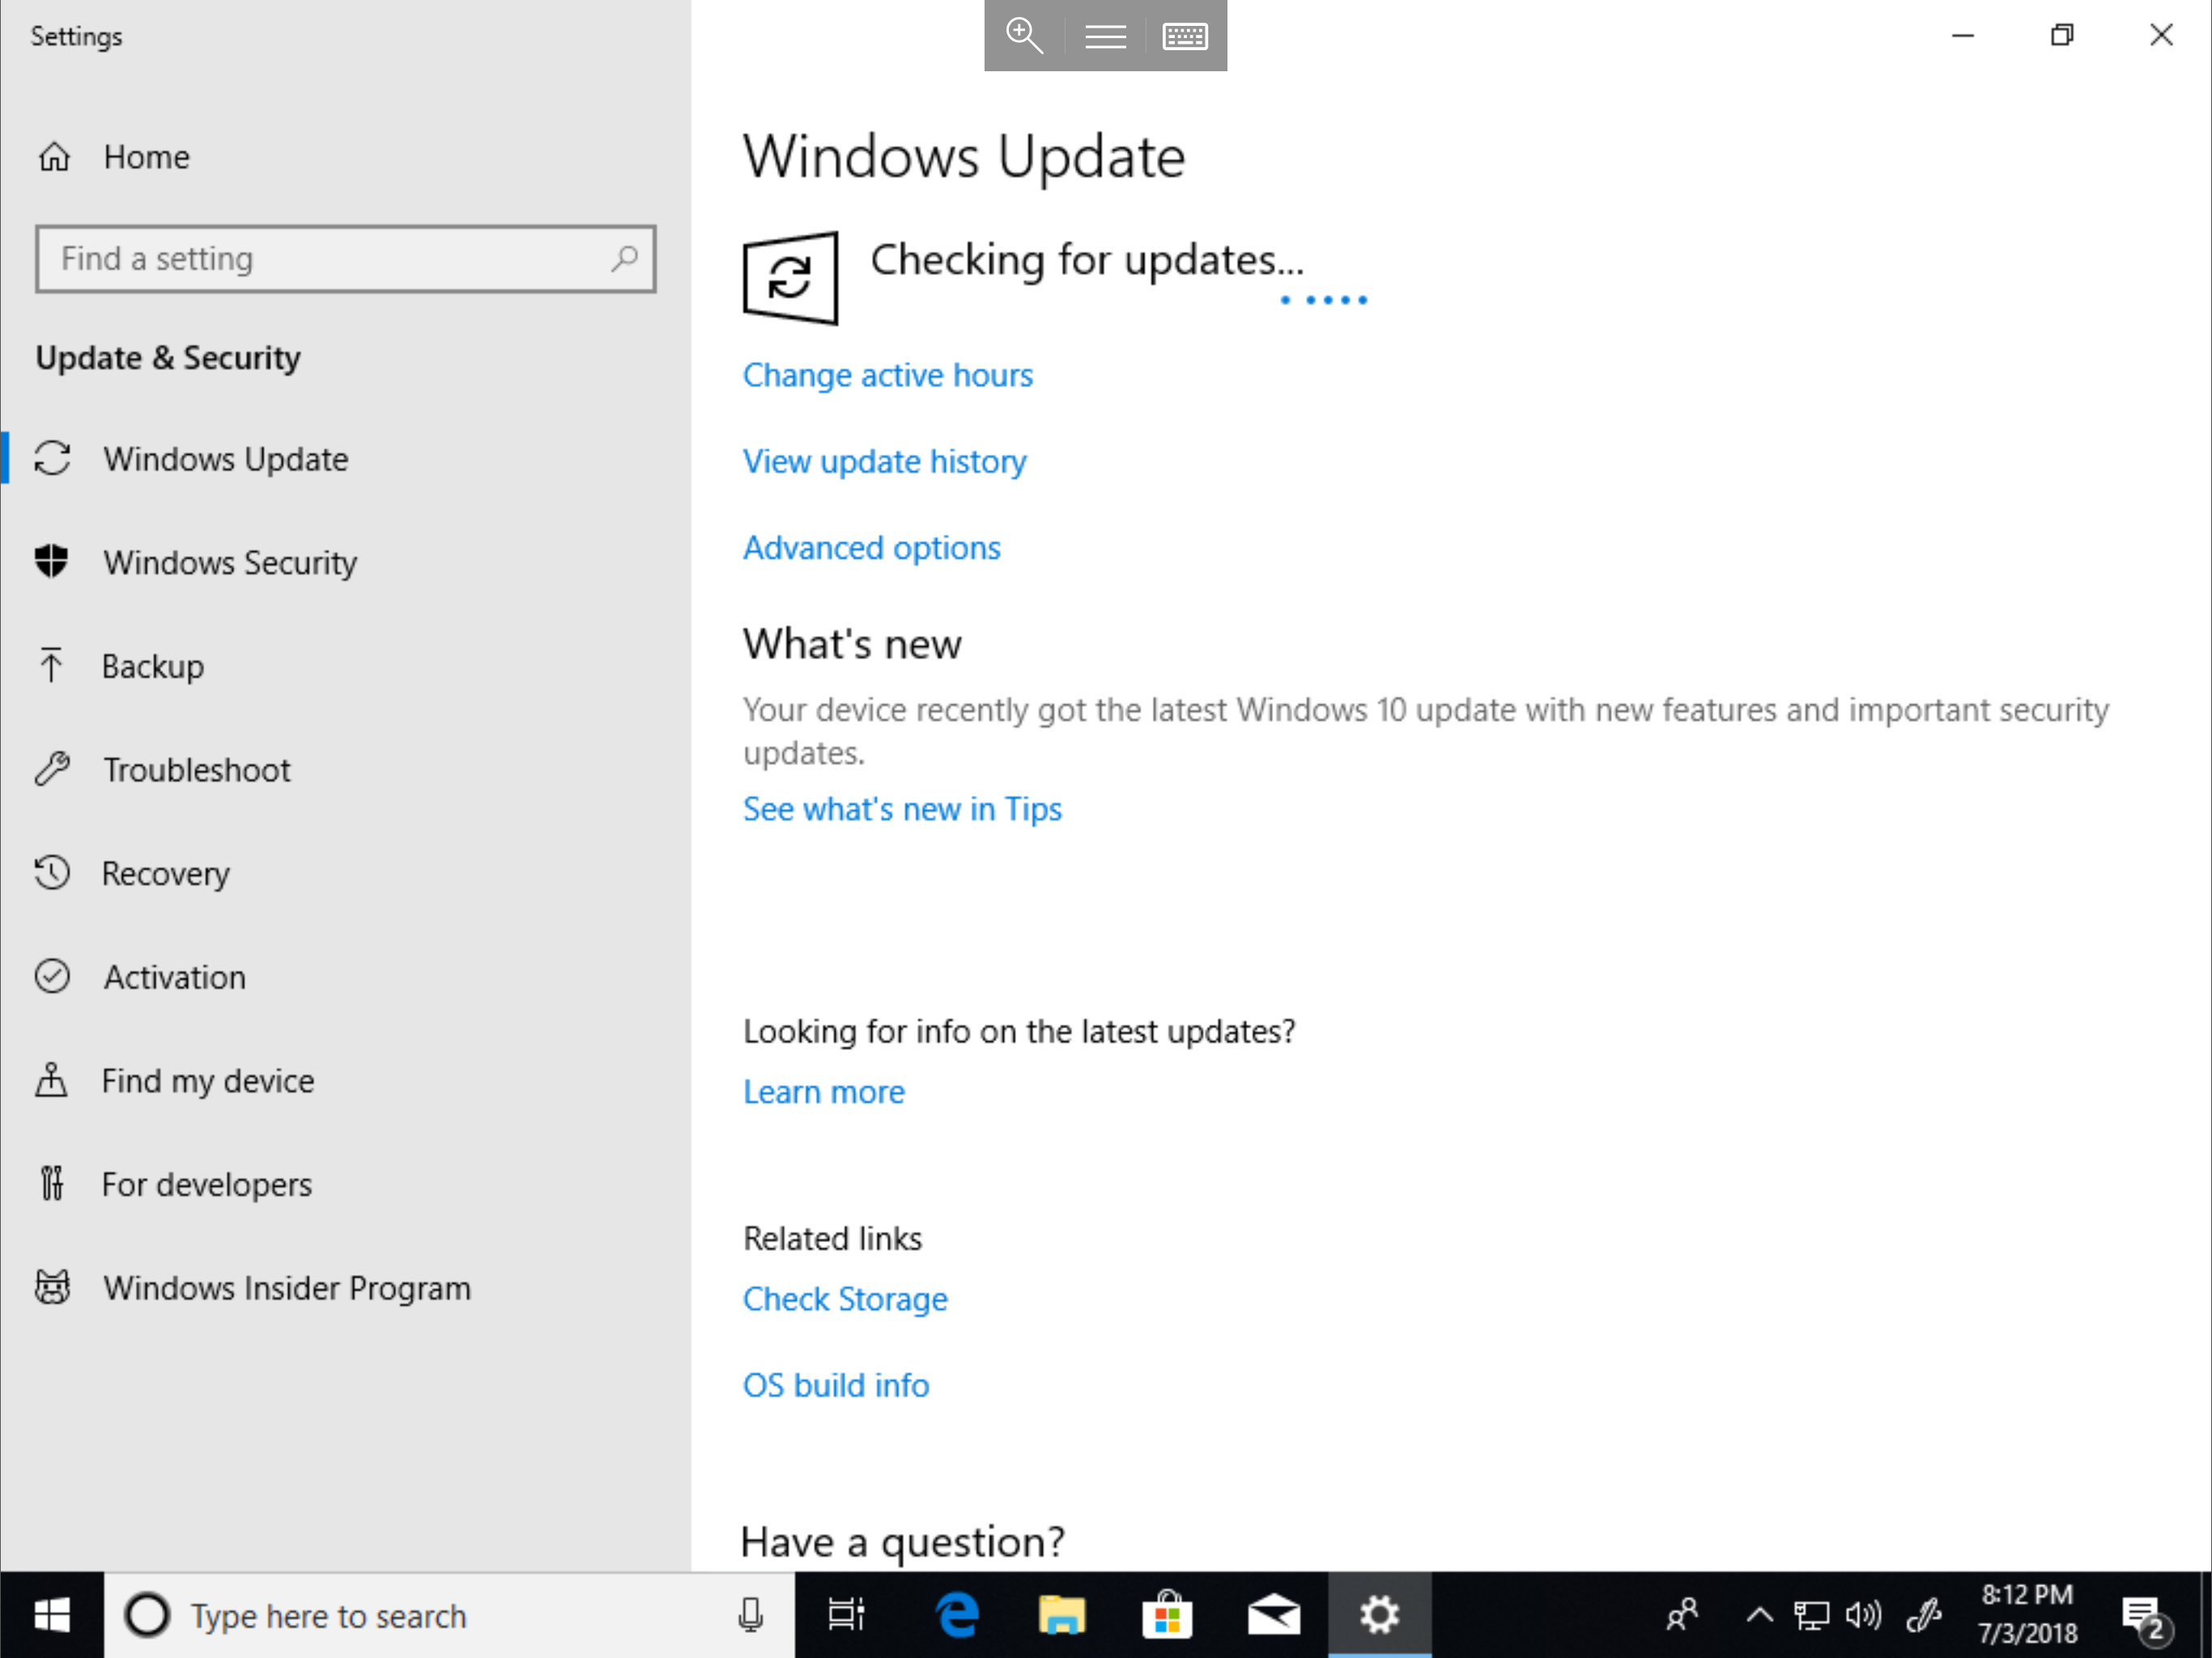 Settings
Home
Find a setting
Update & Security
Windows Update
Windows Security
Backup
Troubleshoot
Recovery
Activation
Find my device
For developers
Windows Insider Program
Windows Update
Checking for updates...
Change active hours
View update history
Advanced options
What's new
Your device recently got the latest Windows 10 update with new features and important security
updates.
See what's new in Tips
Looking for info on the latest updates?
Learn more
Related links
Check Storage
OS build info
Have a question?
Type here to search
8:12 PM
7/3/2018
2